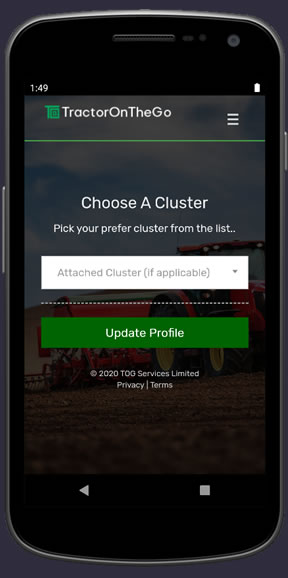 1:49
TractorOnTheGo
Choose A Cluster
Pick your prefer cluster from the list..
Attached Cluster (if applicable)
Update Profile
© 2020 TOG Services Limited
Privacy | Terms